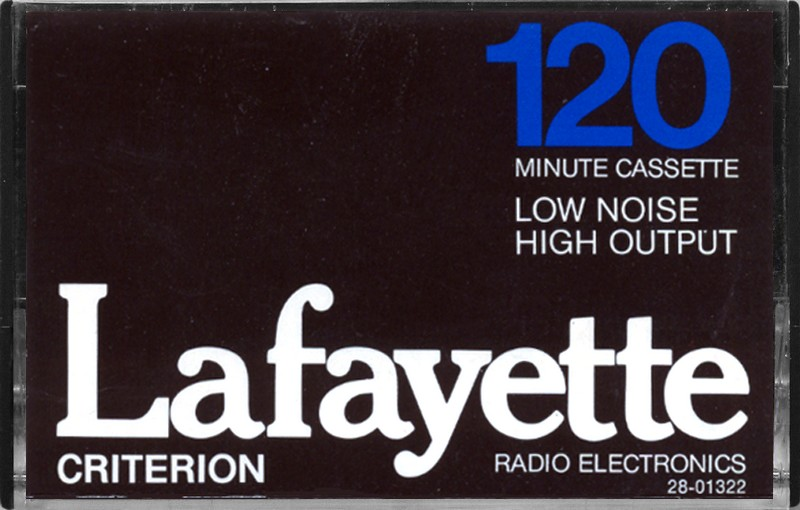 120
MINUTE CASSETTE
LOW NOISE
HIGH OUTPUT
Lafayette
CRITERION
RADIO ELECTRONICS
28-01322